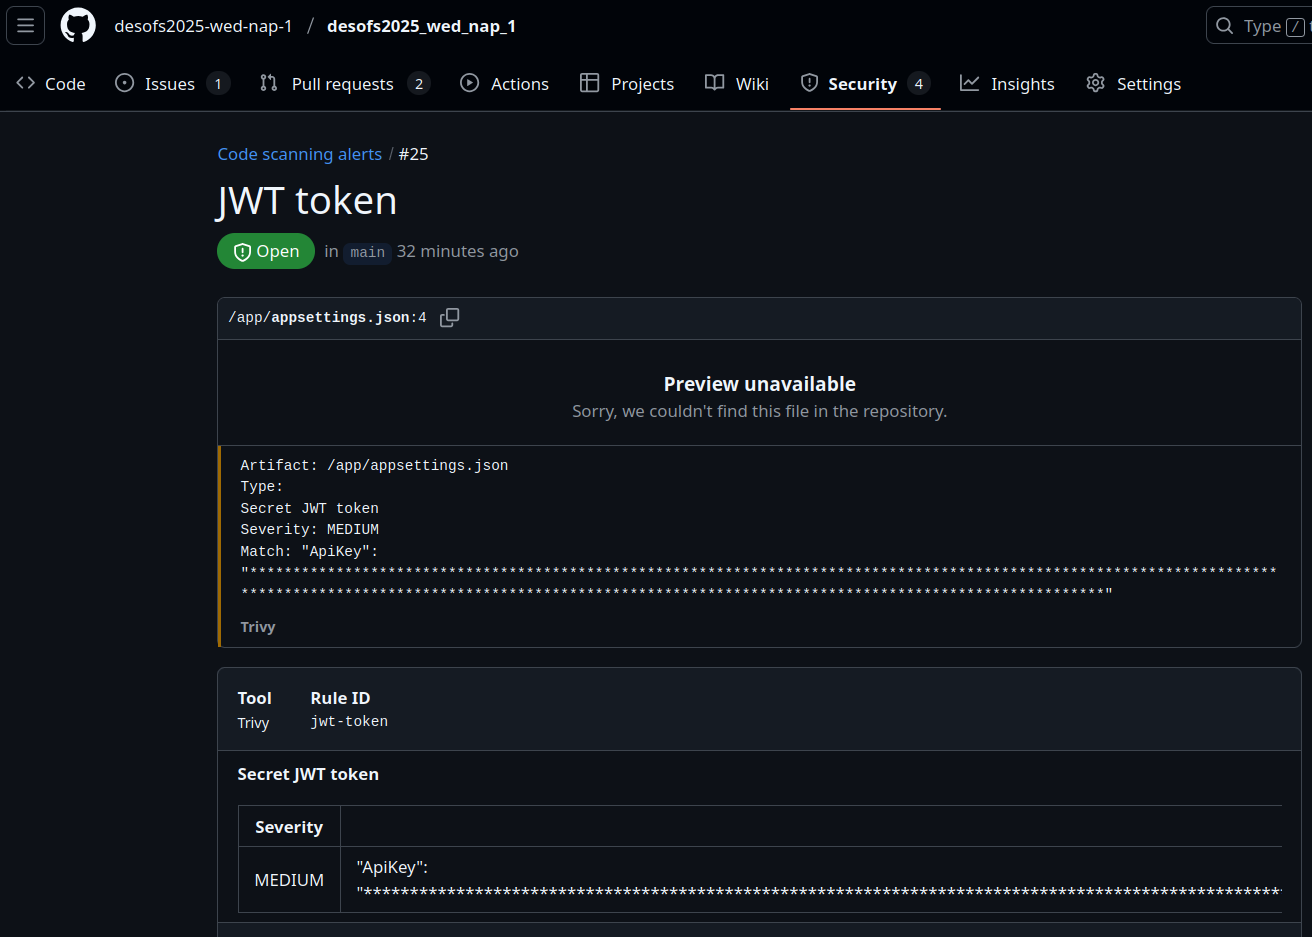 desofs2025-wed-nap-1 / desofs2025_wed_nap_1
Type / t
Code
Issues 1
Pull requests 2
Actions
Projects
Wiki
Security 4
Insights
Settings
Code scanning alerts / #25
JWT token
Open in main 32 minutes ago
/app/appsettings.json:4
Preview unavailable
Sorry, we couldn't find this file in the repository.
Artifact: /app/appsettings.json
Type:
Secret JWT token
Severity: MEDIUM
Match: "ApiKey":
"***********************************************************************************************************************
****************************************************************************************************"
Trivy
Tool Rule ID
Trivy jwt-token
Secret JWT token
Severity
MEDIUM
"ApiKey":
"****************************************************************************************************